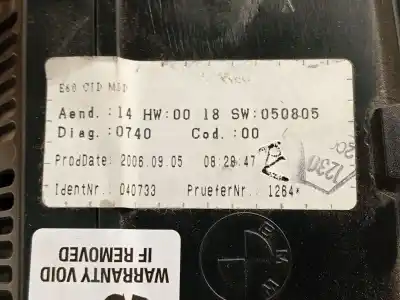 E60 CID MID
Aend.:14 HW:00 18 SW:050805
Diag.:0740 Cod.:00
ProdDate: 2006.09.05 08:28:47
IdentNr. 040733 PrueferNr. 1264*
1230
WARRANTY VOID
IF REMOVED